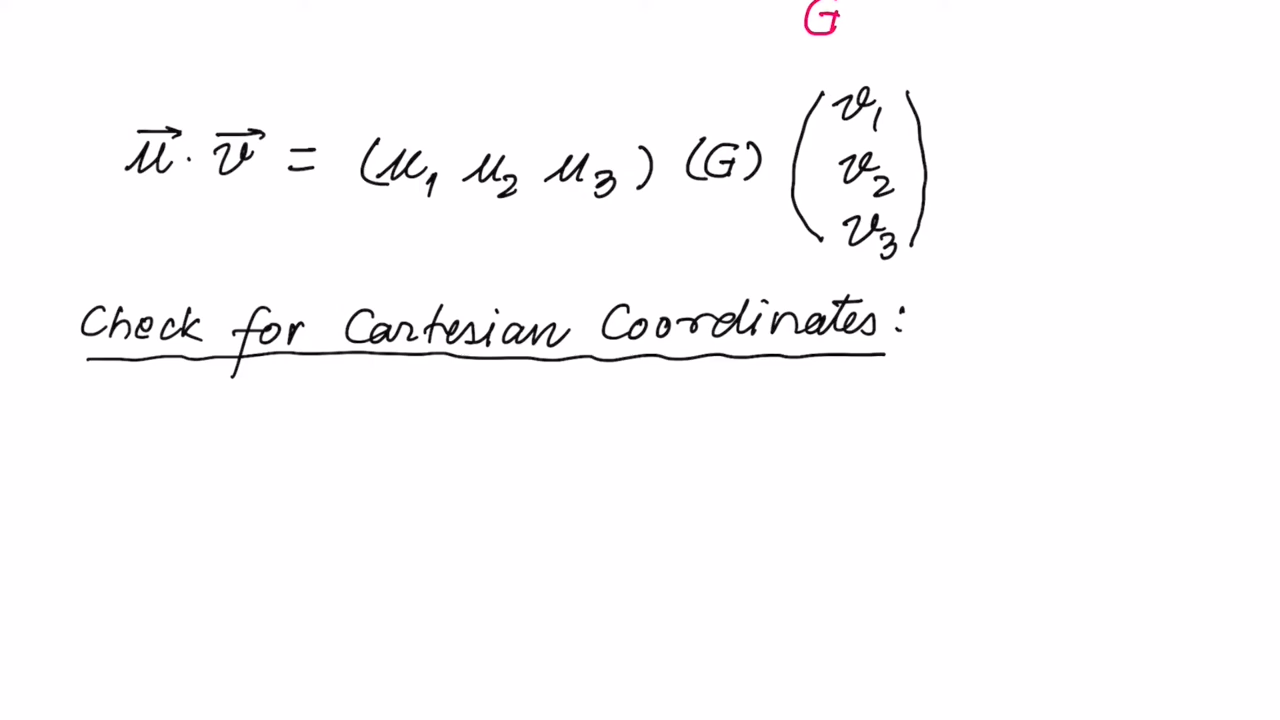 G
u⃗ · v⃗ = (u₁ u₂ u₃) (G) (v₁
v₂
v₃)
Check for Cartesian Coordinates: